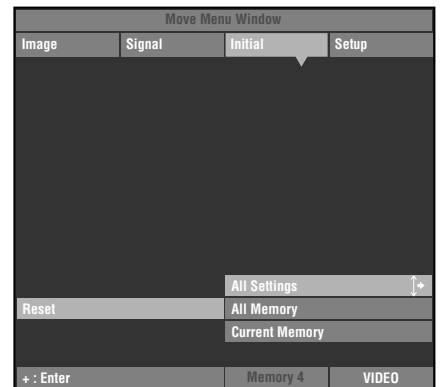 Move Menu Window
Image Signal Initial Setup
All Settings
Reset All Memory
Current Memory
+ : Enter Memory 4 VIDEO